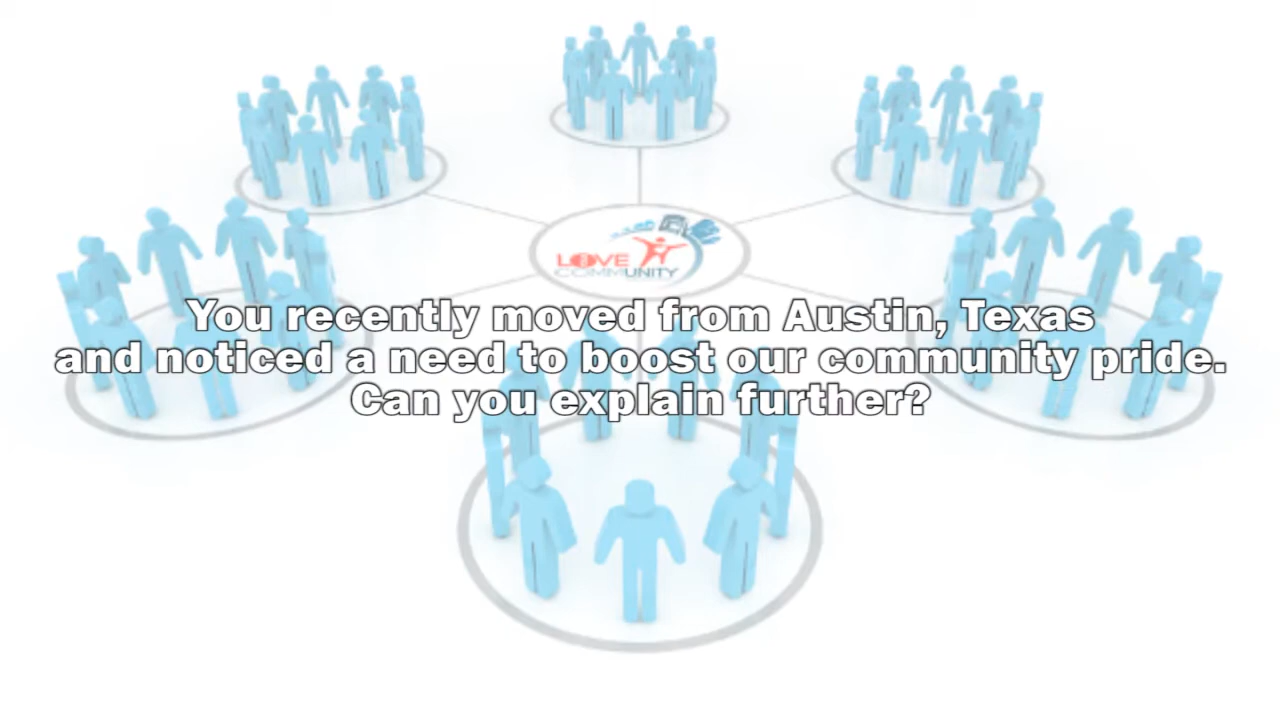 LOVE
COMMUNITY
You recently moved from Austin, Texas
and noticed a need to boost our community pride.
Can you explain further?